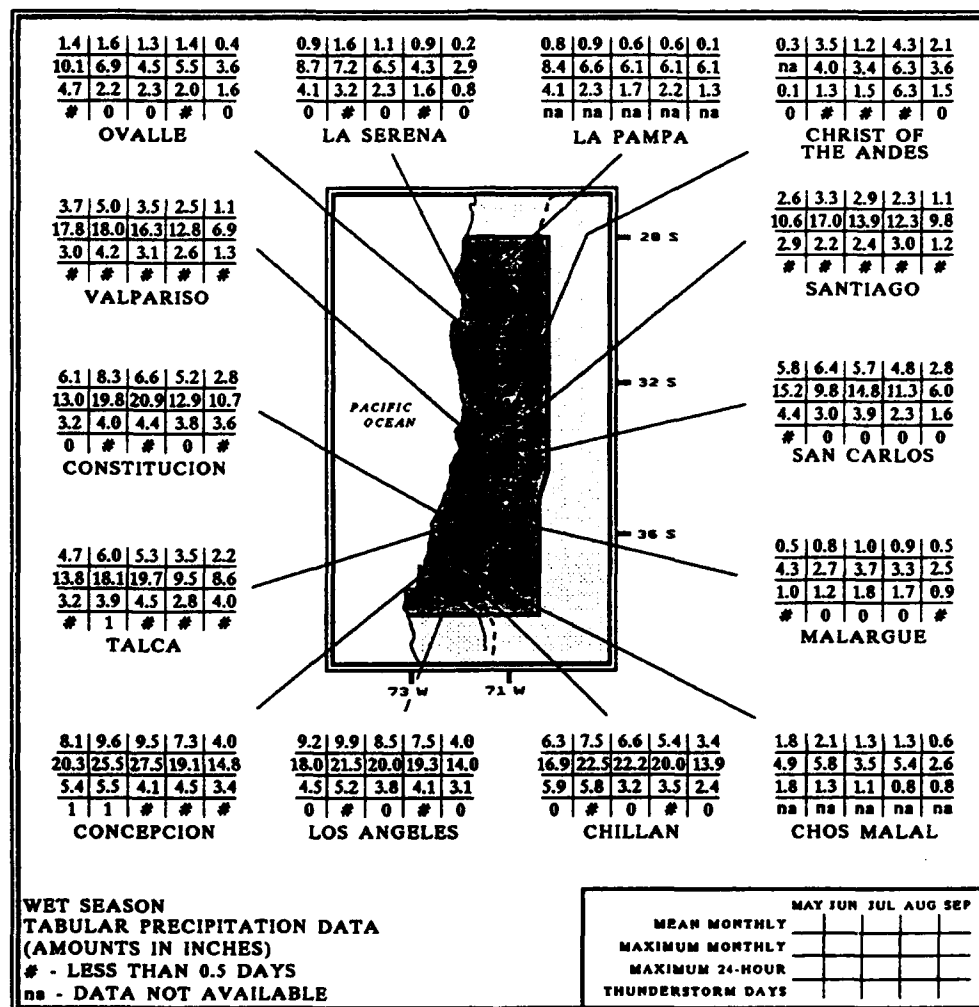 1.4 | 1.6 | 1.3 | 1.4 | 0.4
10.1 | 6.9 | 4.5 | 5.5 | 3.6
4.7 | 2.2 | 2.3 | 2.0 | 1.6
# | 0 | 0 | # | 0
OVALLE
0.9 | 1.6 | 1.1 | 0.9 | 0.2
8.7 | 7.2 | 6.5 | 4.3 | 2.9
4.1 | 3.2 | 2.3 | 1.6 | 0.8
0 | # | 0 | # | 0
LA SERENA
0.8 | 0.9 | 0.6 | 0.6 | 0.1
8.4 | 6.6 | 6.1 | 6.1 | 6.1
4.1 | 2.3 | 1.7 | 2.2 | 1.3
na | na | na | na | na
LA PAMPA
0.3 | 3.5 | 1.2 | 4.3 | 2.1
na | 4.0 | 3.4 | 6.3 | 3.6
0.1 | 1.3 | 1.5 | 6.3 | 1.5
0 | # | # | # | 0
CHRIST OF
THE ANDES
3.7 | 5.0 | 3.5 | 2.5 | 1.1
17.8 | 18.0 | 16.3 | 12.8 | 6.9
3.0 | 4.2 | 3.1 | 2.6 | 1.3
# | # | # | # | #
VALPARISO
2.6 | 3.3 | 2.9 | 2.3 | 1.1
10.6 | 17.0 | 13.9 | 12.3 | 9.8
2.9 | 2.2 | 2.4 | 3.0 | 1.2
# | # | # | # | #
SANTIAGO
6.1 | 8.3 | 6.6 | 5.2 | 2.8
13.0 | 19.8 | 20.9 | 12.9 | 10.7
3.2 | 4.0 | 4.4 | 3.8 | 3.6
0 | # | # | 0 | #
CONSTITUCION
5.8 | 6.4 | 5.7 | 4.8 | 2.8
15.2 | 9.8 | 14.8 | 11.3 | 6.0
4.4 | 3.0 | 3.9 | 2.3 | 1.6
# | 0 | 0 | 0 | 0
SAN CARLOS
4.7 | 6.0 | 5.3 | 3.5 | 2.2
13.8 | 18.1 | 19.7 | 9.5 | 8.6
3.2 | 3.9 | 4.5 | 2.8 | 4.0
# | 1 | # | # | #
TALCA
0.5 | 0.8 | 1.0 | 0.9 | 0.5
4.3 | 2.7 | 3.7 | 3.3 | 2.5
1.0 | 1.2 | 1.8 | 1.7 | 0.9
# | 0 | 0 | 0 | #
MALARGUE
28 S
32 S
36 S
PACIFIC
OCEAN
73 W
71 W
8.1 | 9.6 | 9.5 | 7.3 | 4.0
20.3 | 25.5 | 27.5 | 19.1 | 14.8
5.4 | 5.5 | 4.1 | 4.5 | 3.4
1 | 1 | # | # | #
CONCEPCION
9.2 | 9.9 | 8.5 | 7.5 | 4.0
18.0 | 21.5 | 20.0 | 19.3 | 14.0
4.5 | 5.2 | 3.8 | 4.1 | 3.1
0 | # | 0 | # | 0
LOS ANGELES
6.3 | 7.5 | 6.6 | 5.4 | 3.4
16.9 | 22.5 | 22.2 | 20.0 | 13.9
5.9 | 5.8 | 3.2 | 3.5 | 2.4
0 | # | 0 | # | 0
CHILLAN
1.8 | 2.1 | 1.3 | 1.3 | 0.6
4.9 | 5.8 | 3.5 | 5.4 | 2.6
1.8 | 1.3 | 1.1 | 0.8 | 0.8
na | na | na | na | na
CHOS MALAL
WET SEASON
TABULAR PRECIPITATION DATA
(AMOUNTS IN INCHES)
# - LESS THAN 0.5 DAYS
na - DATA NOT AVAILABLE
MAY JUN JUL AUG SEP
MEAN MONTHLY
MAXIMUM MONTHLY
MAXIMUM 24-HOUR
THUNDERSTORM DAYS